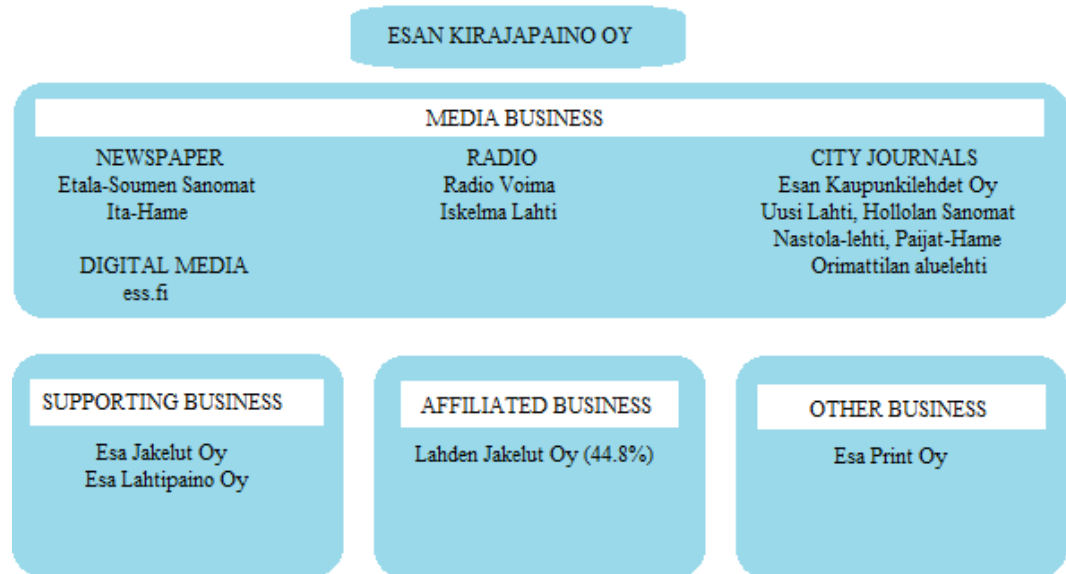 ESAN KIRAJAPAINO OY
MEDIA BUSINESS
NEWSPAPER
Etala-Soumen Sanomat
Ita-Hame
DIGITAL MEDIA
ess.fi
RADIO
Radio Voima
Iskelma Lahti
CITY JOURNALS
Esan Kaupunkilehdet Oy
Uusi Lahti, Hollolan Sanomat
Nastola-lehti, Paijat-Hame
Orimattilan aluelehti
SUPPORTING BUSINESS
Esa Jakelut Oy
Esa Lahtipaino Oy
AFFILIATED BUSINESS
Lahden Jakelut Oy (44.8%)
OTHER BUSINESS
Esa Print Oy